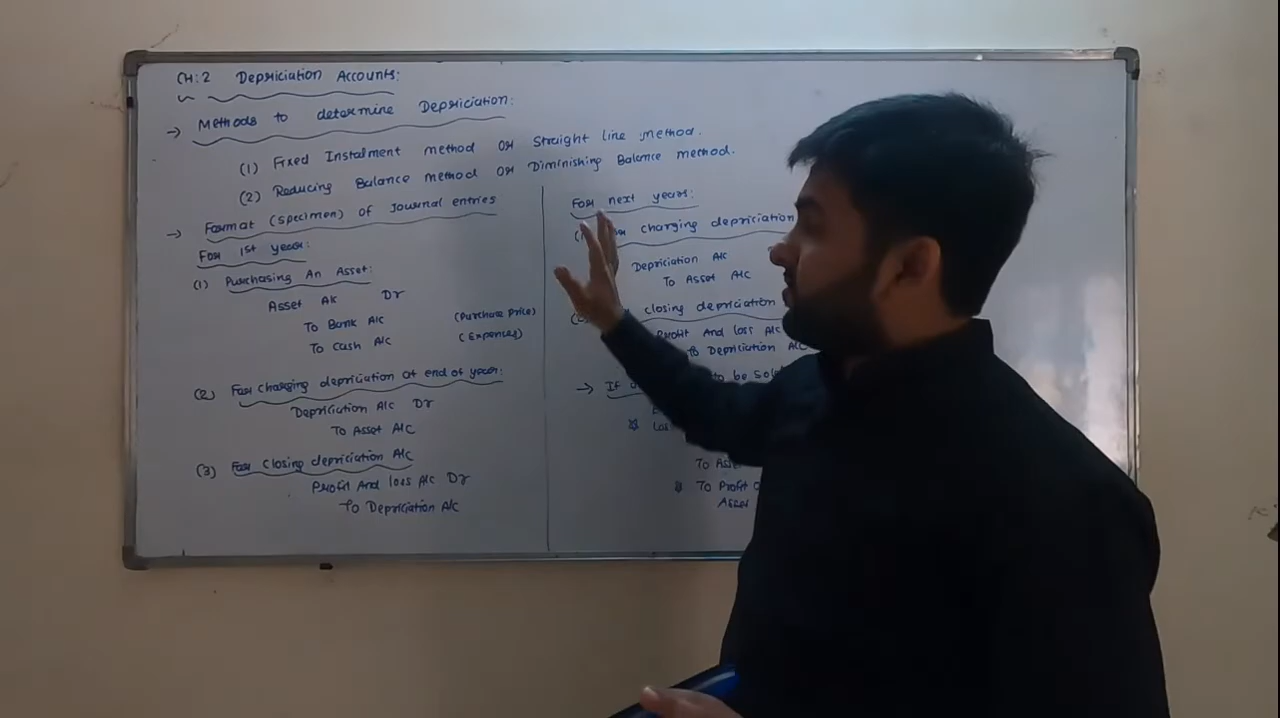 CH: 2 Depriciation Accounts:
→ Methods to determine Depriciation:
(1) Fixed Instalment method OR Straight line method.
(2) Reducing Balance method OR Diminishing Balance method.
→ Format (specimen) of Journal entries
For 1st year:
(1) Purchasing An Asset:
Asset A/c Dr
To Bank A/c (Purchase Price)
To Cash A/c (Expences)
(2) For charging depriciation at end of year:
Depriciation A/c Dr
To Asset A/c
(3) For Closing depriciation A/c
Profit And loss A/c Dr
To Depriciation A/c
For next years:
charging depriciation
Depriciation A/c
To Asset A/c
closing depriciation
Profit And loss A/c
To Depriciation A/c
→ If to be
To
To Profit
Asset